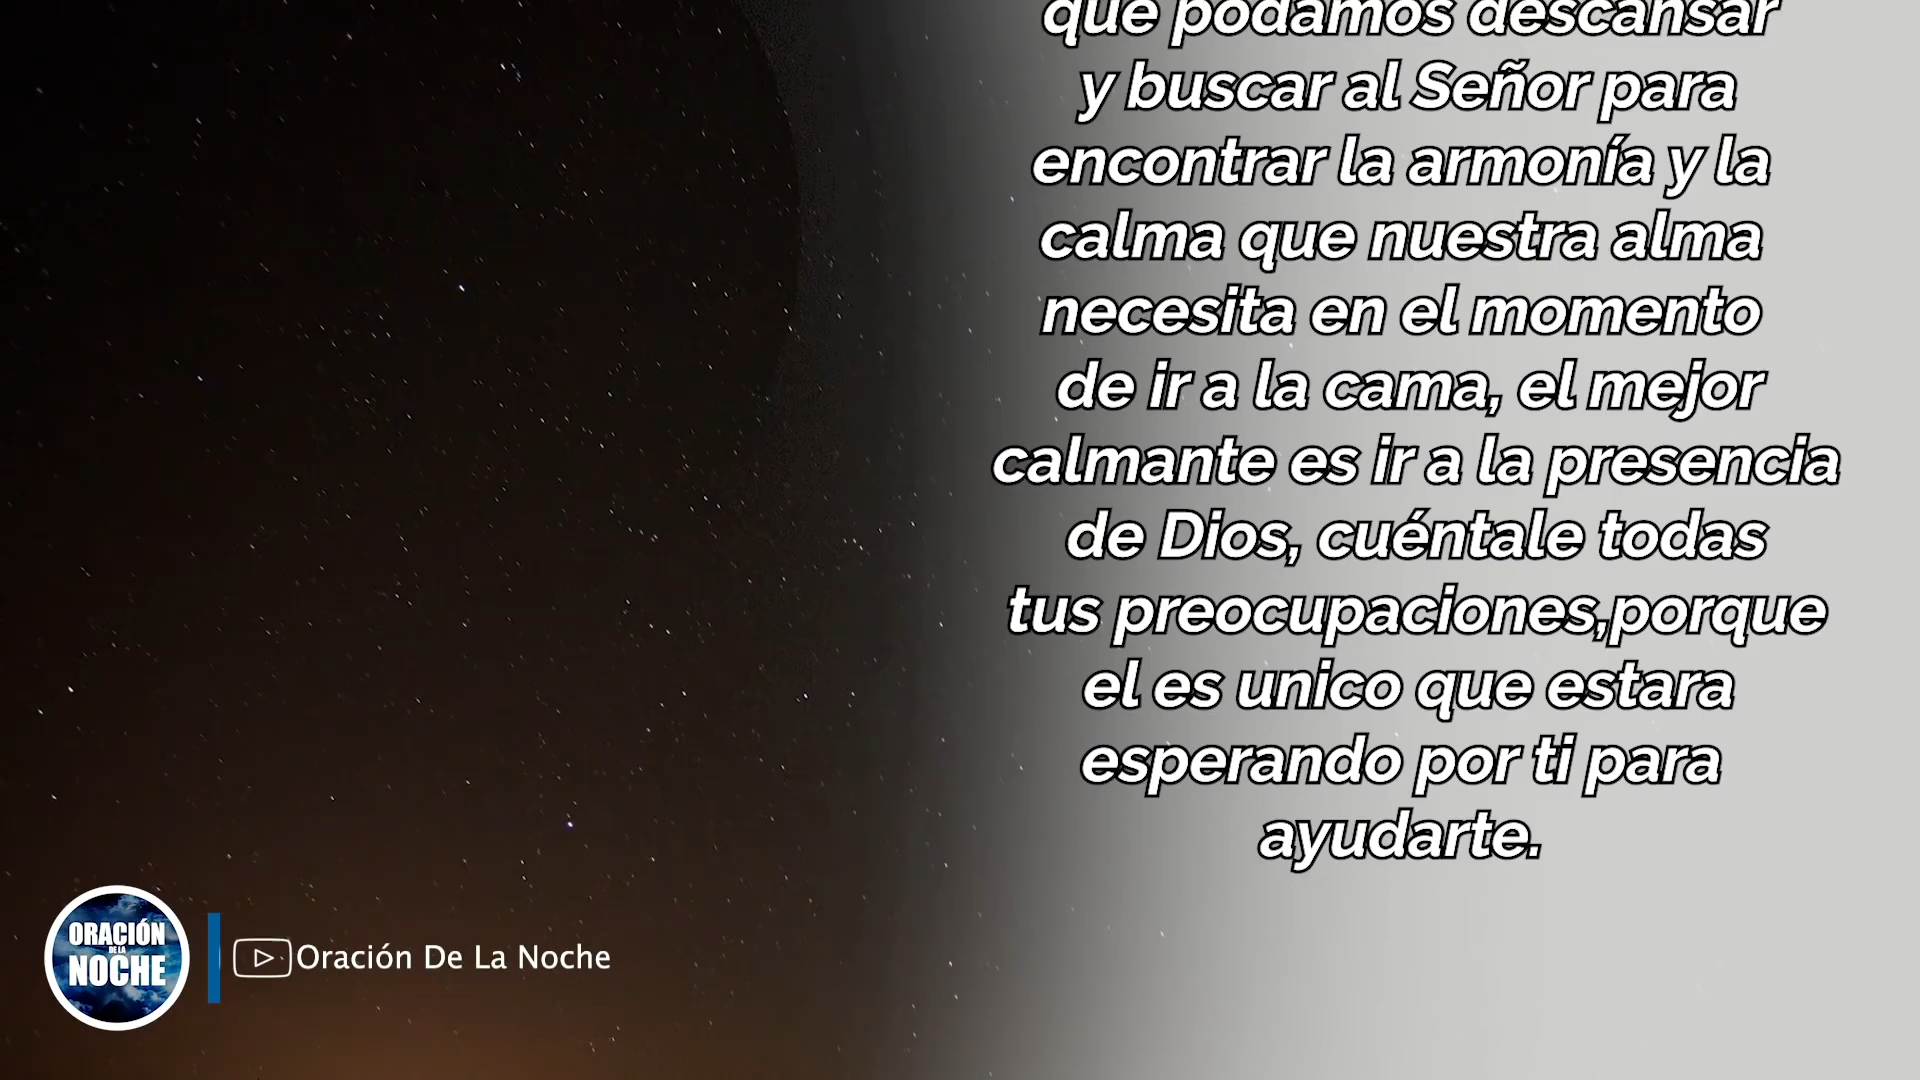 que podamos descansar
y buscar al Señor para
encontrar la armonía y la
calma que nuestra alma
necesita en el momento
de ir a la cama, el mejor
calmante es ir a la presencia
de Dios, cuéntale todas
tus preocupaciones,porque
el es unico que estara
esperando por ti para
ayudarte.
ORACIÓN
DE LA
NOCHE
Oración De La Noche